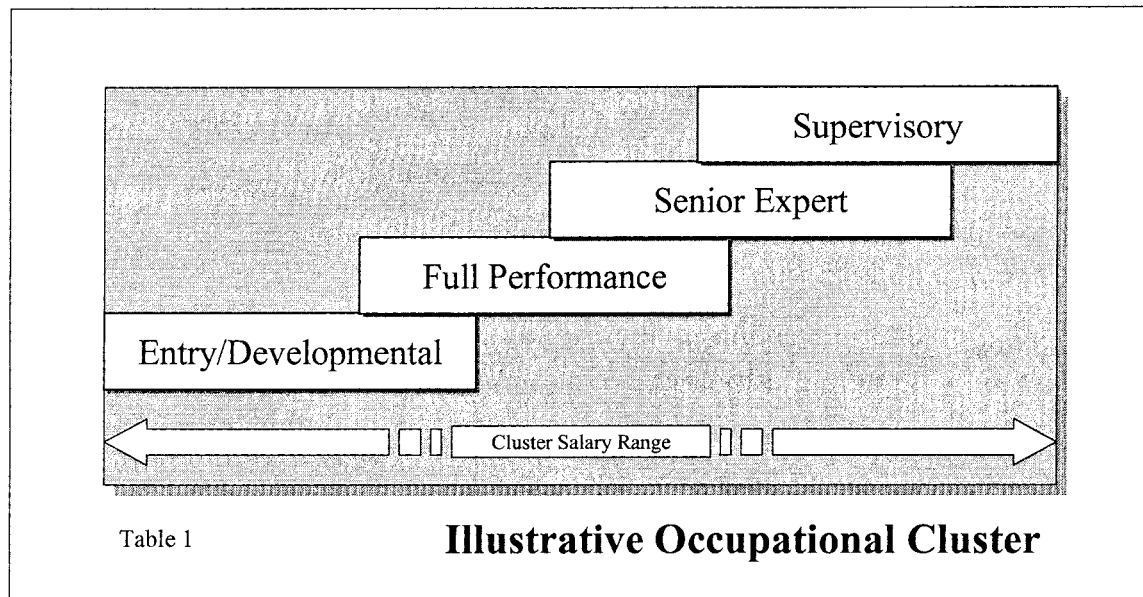 Supervisory
Senior Expert
Full Performance
Entry/Developmental
Cluster Salary Range
Table 1
Illustrative Occupational Cluster